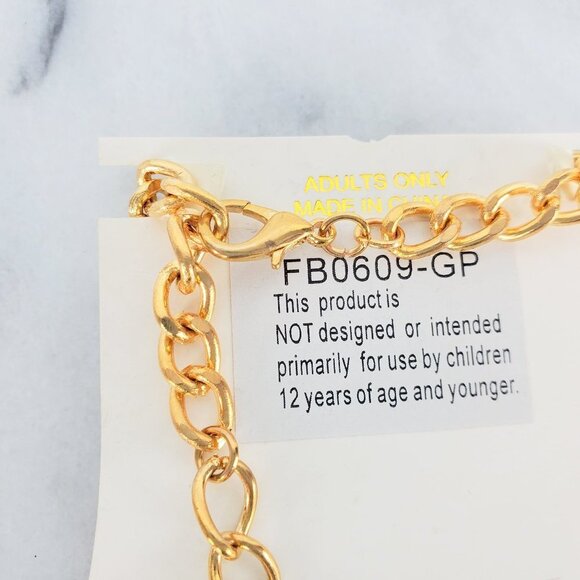 ADULTS ONLY
MADE IN CHINA
FB0609-GP
This product is
NOT designed or intended
primarily for use by children
12 years of age and younger.